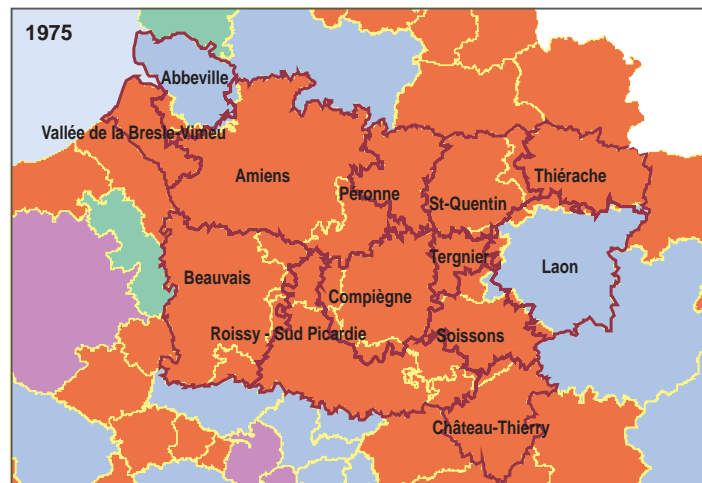 1975
Abbeville
Vallée de la Bresle-Vimeu
Amiens
Péronne
St-Quentin
Thiérache
Tergnier
Laon
Beauvais
Compiègne
Roissy - Sud Picardie
Soissons
Château-Thierry